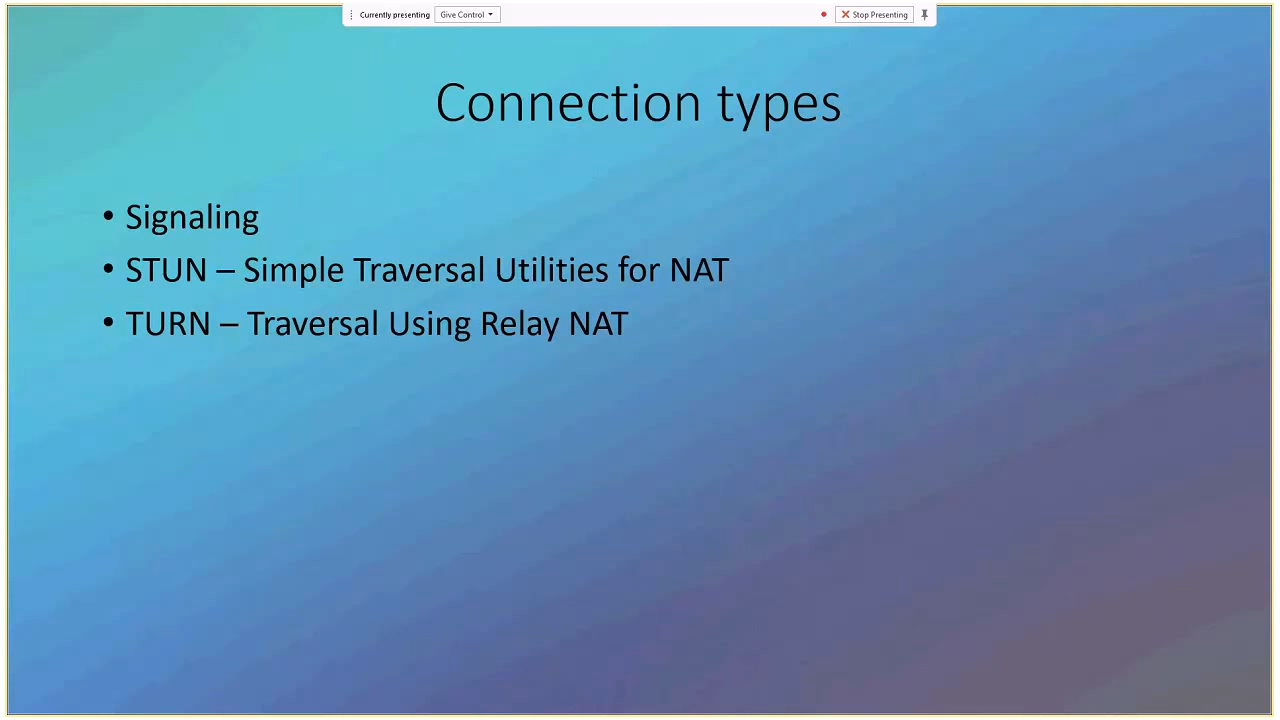 Currently presenting Give Control Stop Presenting
Connection types
• Signaling
• STUN – Simple Traversal Utilities for NAT
• TURN – Traversal Using Relay NAT